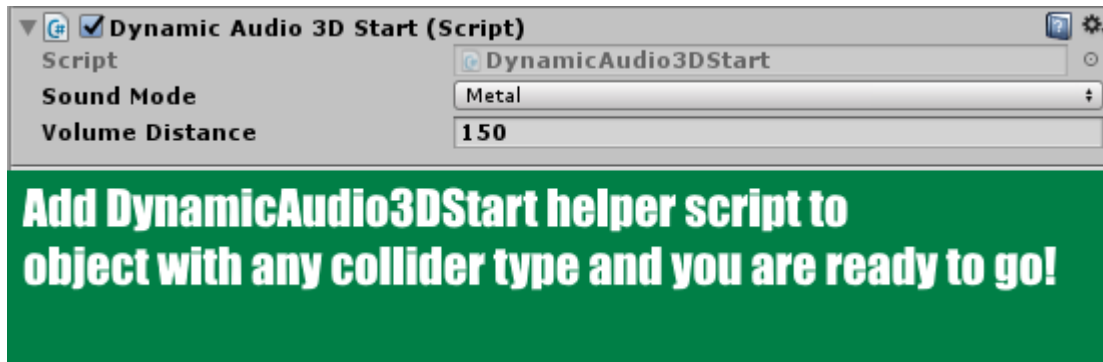 Dynamic Audio 3D Start (Script)
Script DynamicAudio3DStart
Sound Mode Metal
Volume Distance 150
Add DynamicAudio3DStart helper script to
object with any collider type and you are ready to go!